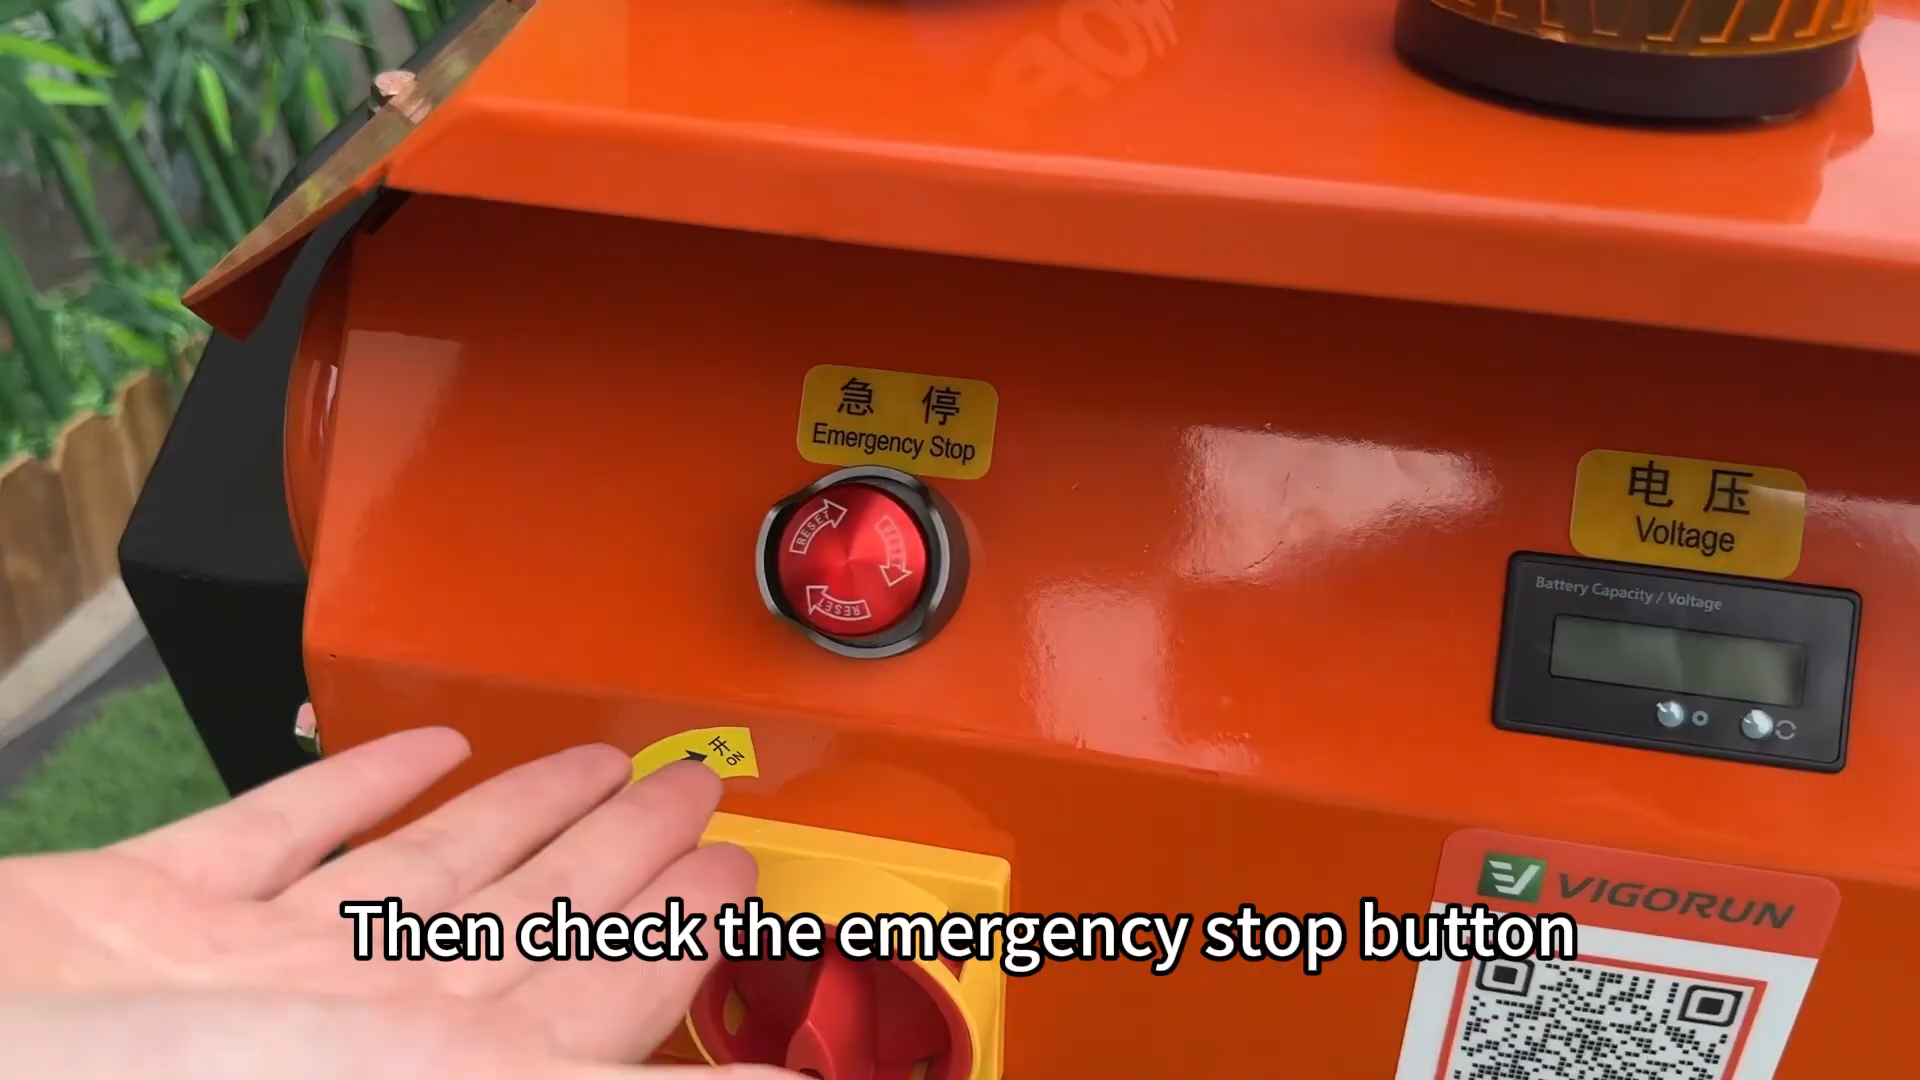 急 停
Emergency Stop
RESET
RESET
RESET
电 压
Voltage
Battery Capacity / Voltage
开
ON
VIGORUN
Then check the emergency stop button